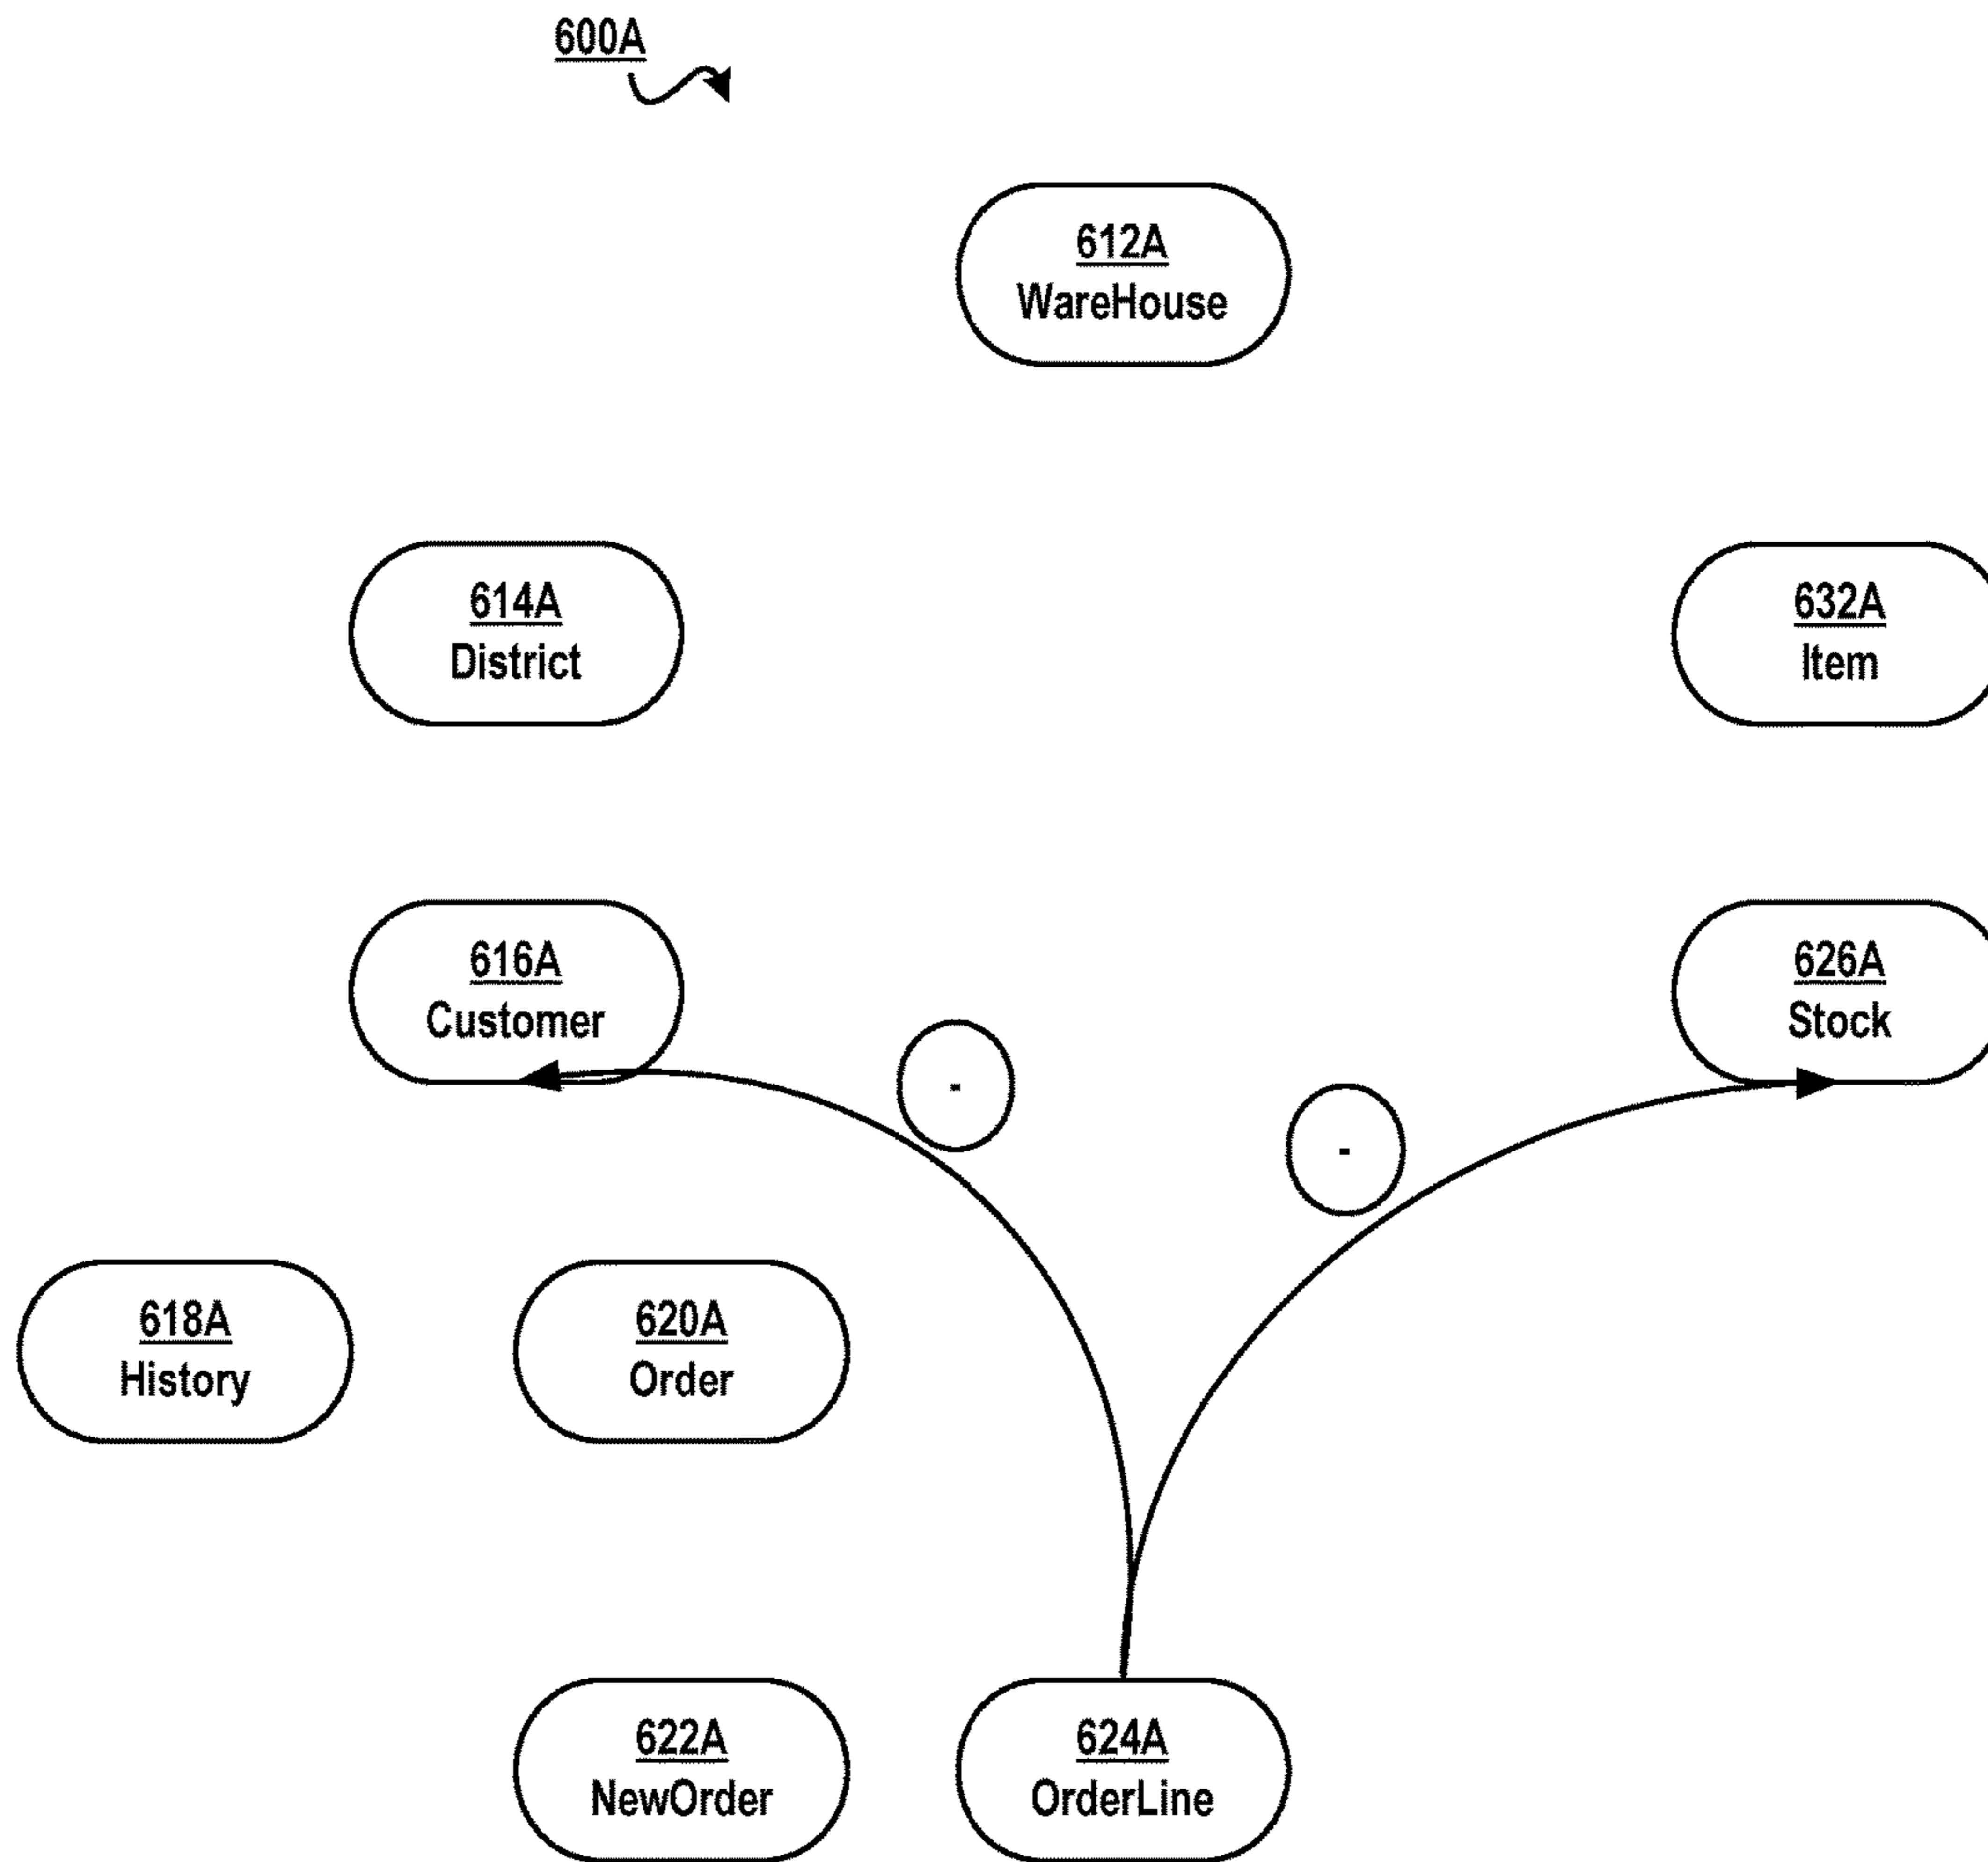 600A
612A
WareHouse
614A
District
632A
Item
616A
Customer
626A
Stock
-
-
618A
History
620A
Order
622A
NewOrder
624A
OrderLine